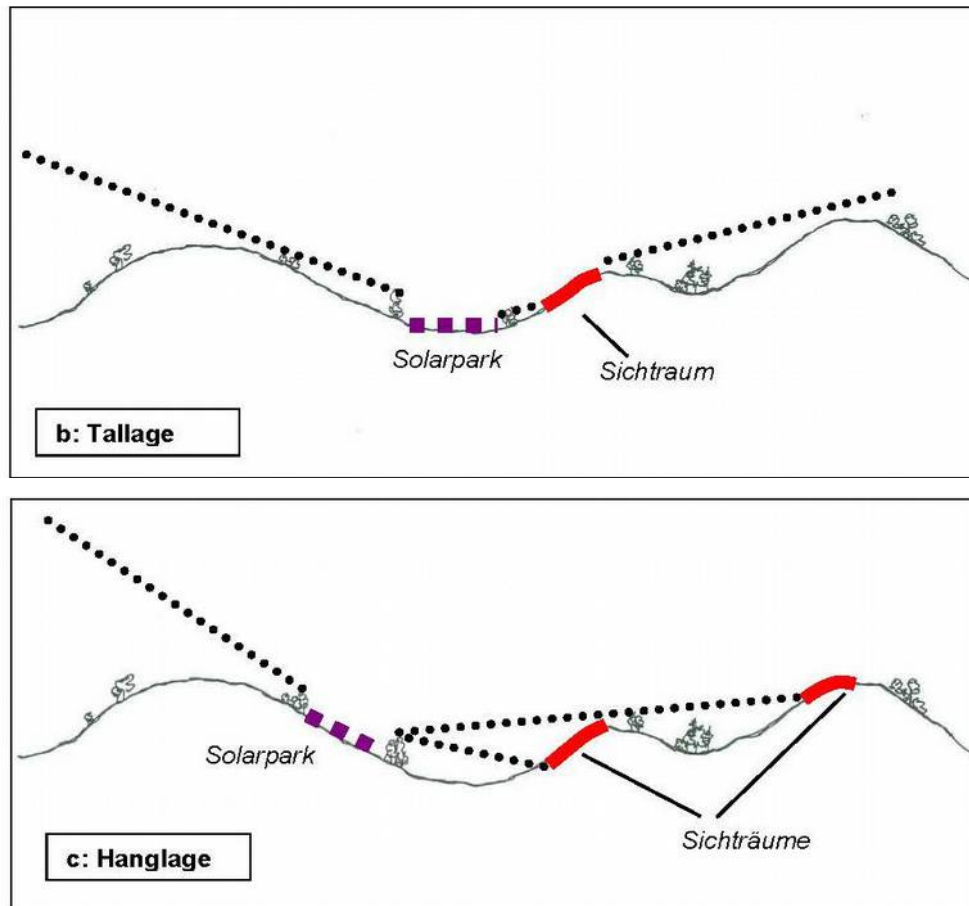 Solarpark
Sichtraum
b: Tallage
Solarpark
Sichträume
c: Hanglage